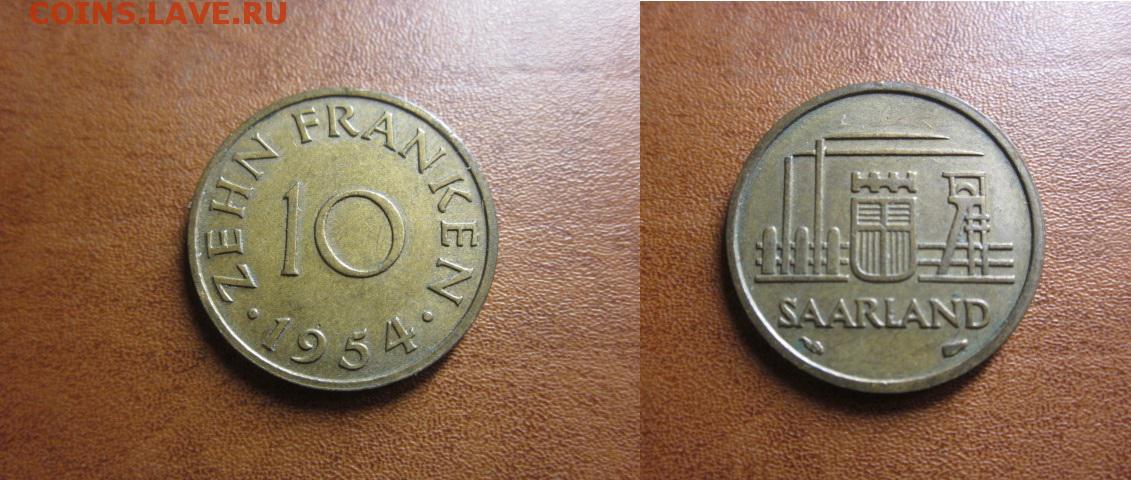 COINS.LAVE.RU
ZEHN FRANKEN
10
· 1954 ·
SAARLAND